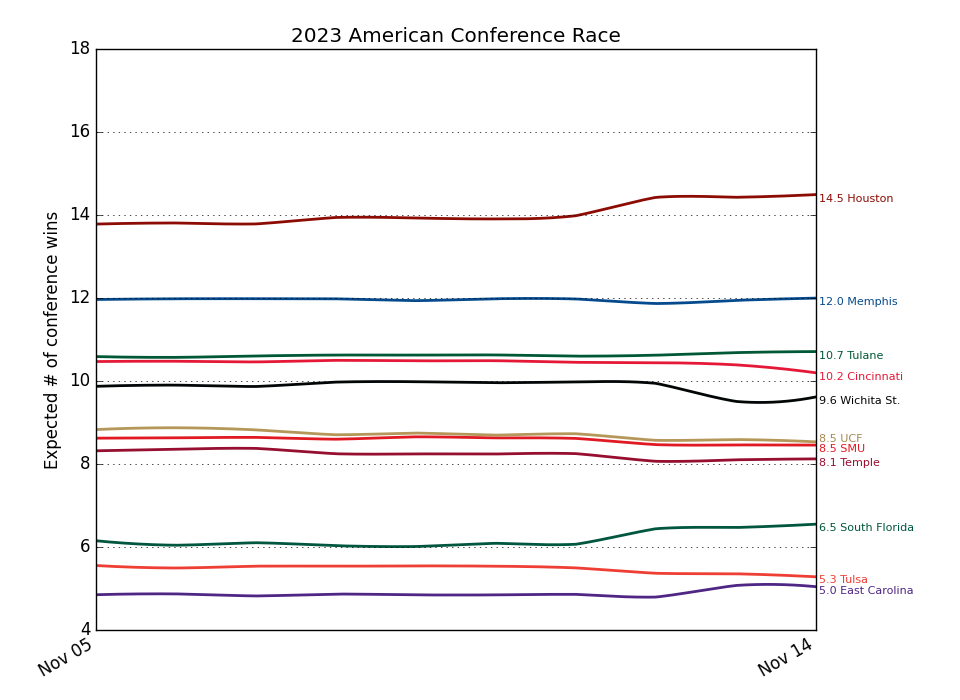 2023 American Conference Race
Expected # of conference wins
18
16
14
12
10
8
6
4
14.5 Houston
12.0 Memphis
10.7 Tulane
10.2 Cincinnati
9.6 Wichita St.
8.5 UCF
8.5 SMU
8.1 Temple
6.5 South Florida
5.3 Tulsa
5.0 East Carolina
Nov 05
Nov 14